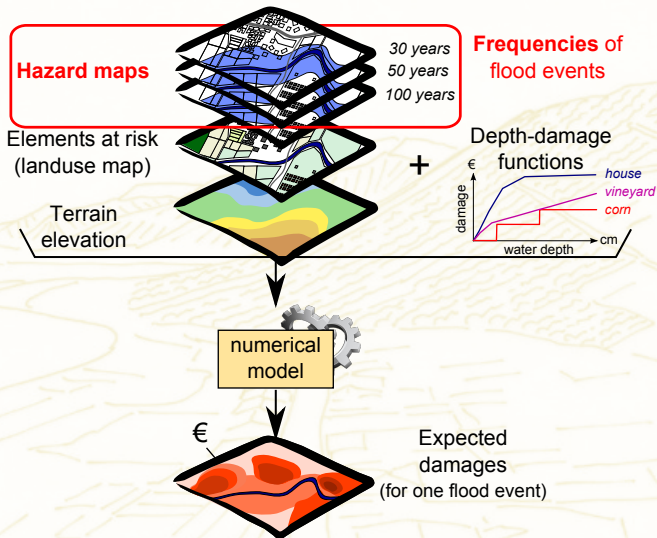 Hazard maps
30 years
50 years
100 years
Frequencies of
flood events
Elements at risk
(landuse map)
+
Depth-damage
functions
€
damage
house
vineyard
corn
cm
water depth
Terrain
elevation
numerical
model
€
Expected
damages
(for one flood event)